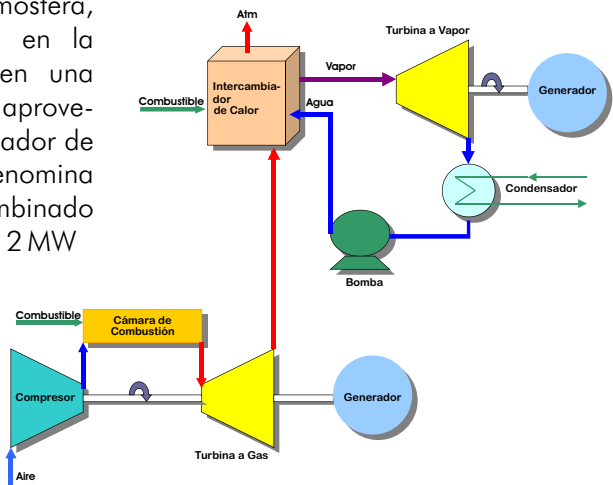 mosfera,
en la
en una
aprove-
ador de
enomina
mbinado
2 MW
Atm
Turbina a Vapor
Vapor
Intercambia-
dor
de Calor
Combustible
Agua
Generador
Condensador
Bomba
Combustible
Cámara de
Combustión
Compresor
Generador
Turbina a Gas
Aire